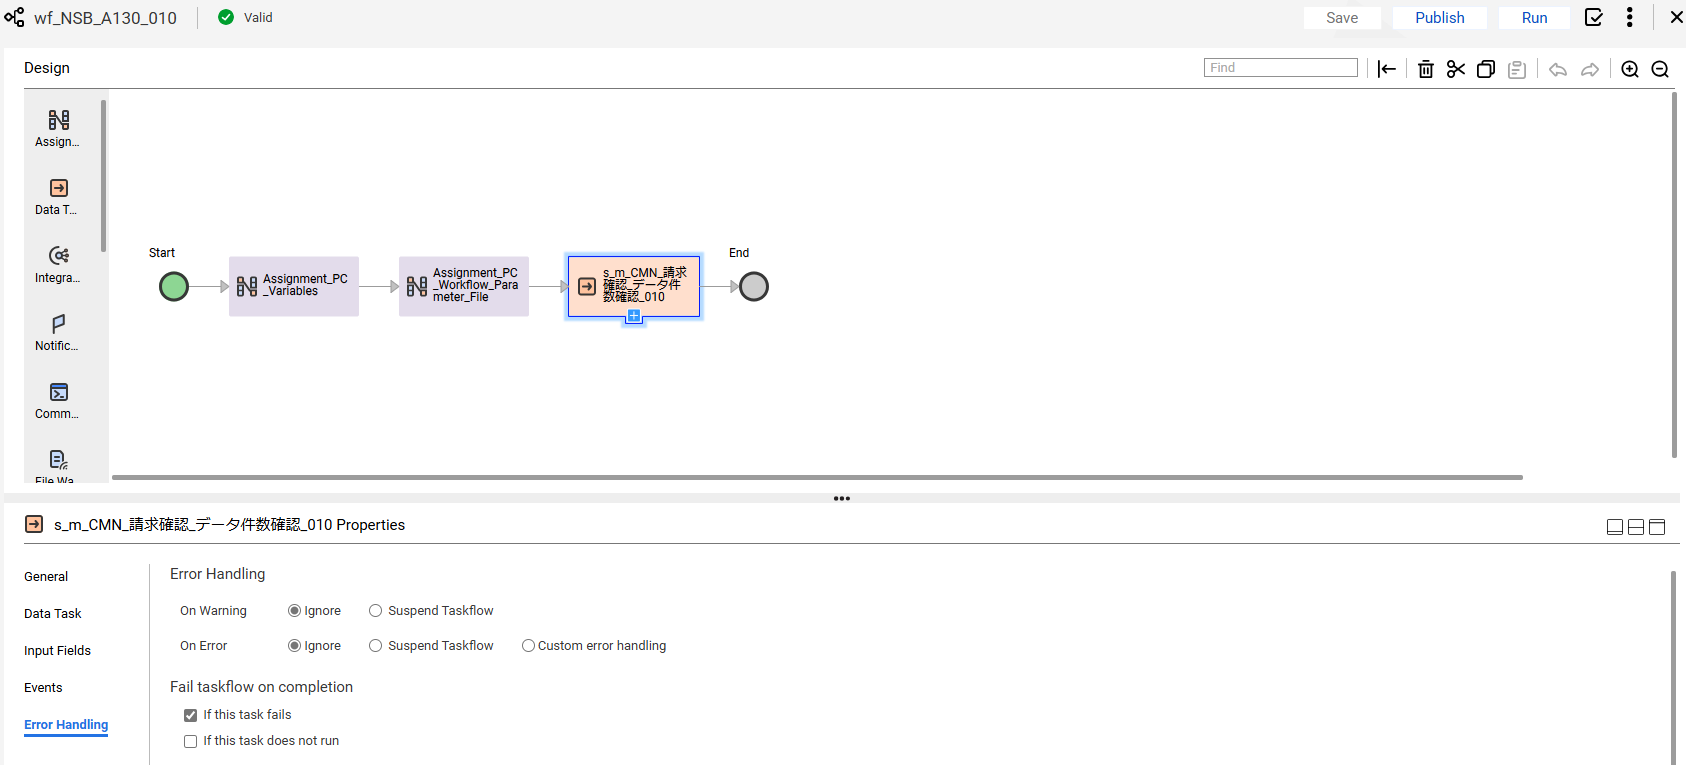 wf_NSB_A130_010
Valid
Save
Publish
Run
Design
Find
Assign...
Data T...
Integra...
Notific...
Comm...
File Wa...
Start
Assignment_PC
_Variables
Assignment_PC
_Workflow_Para
meter_File
s_m_CMN_請求
確認_データ件
数確認_010
End
s_m_CMN_請求確認_データ件数確認_010 Properties
General
Data Task
Input Fields
Events
Error Handling
Error Handling
On Warning Ignore Suspend Taskflow
On Error Ignore Suspend Taskflow Custom error handling
Fail taskflow on completion
If this task fails
If this task does not run